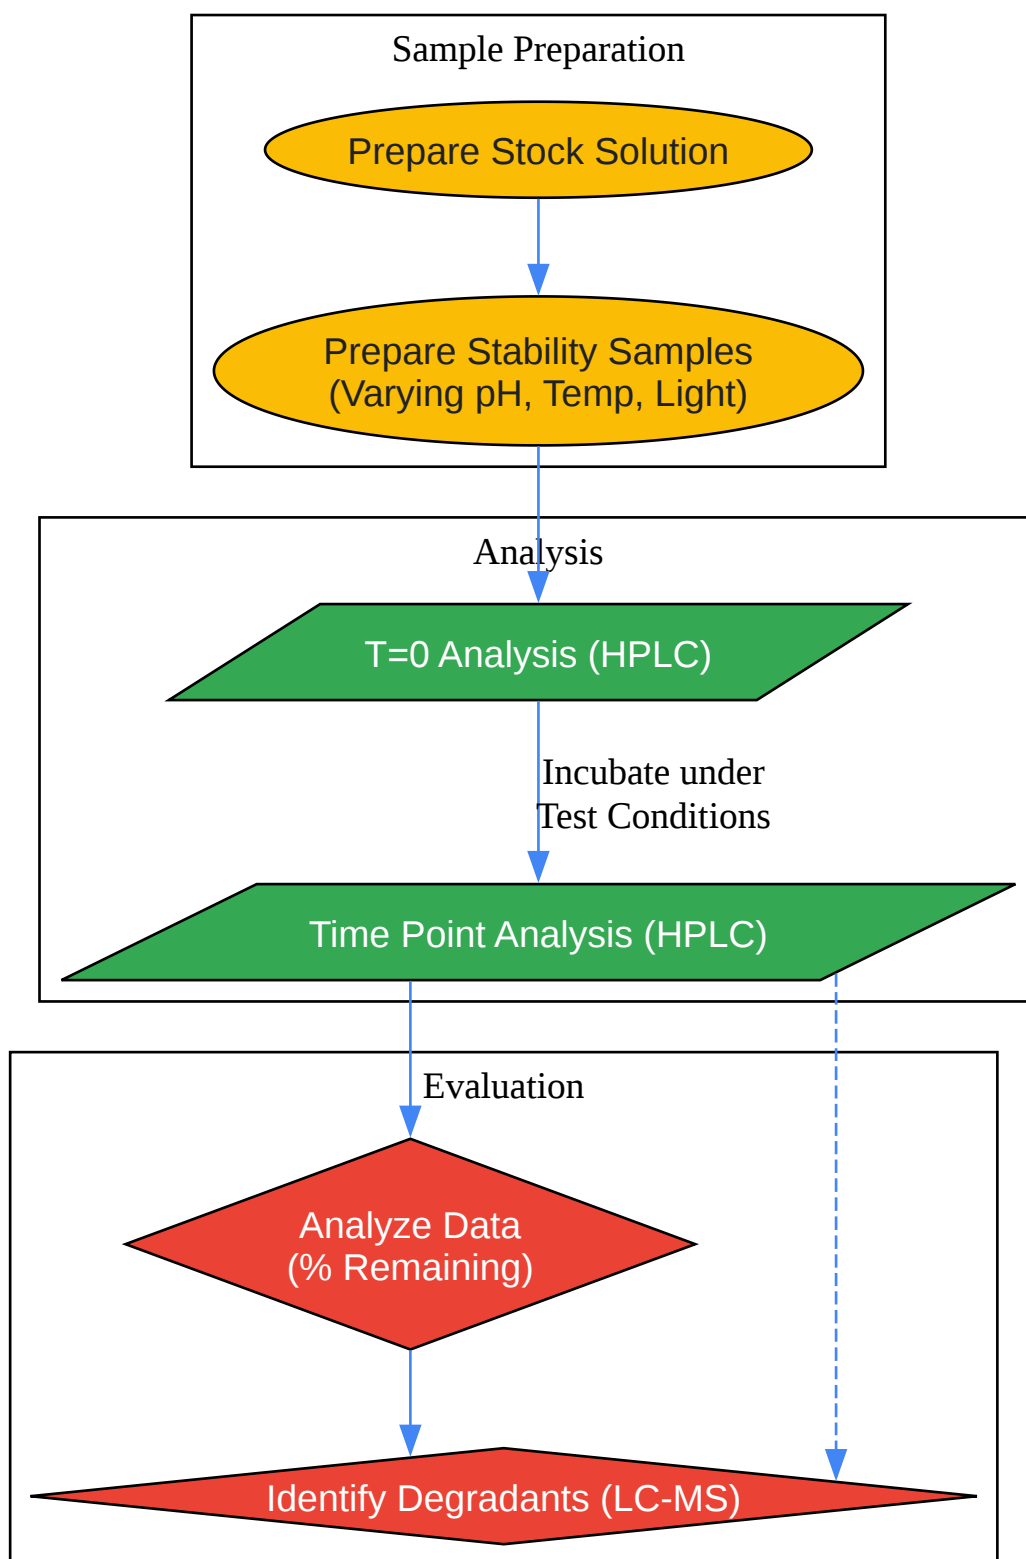 Sample Preparation
Prepare Stock Solution
Prepare Stability Samples
(Varying pH, Temp, Light)
Analysis
T=0 Analysis (HPLC)
Incubate under
Test Conditions
Time Point Analysis (HPLC)
Evaluation
Analyze Data
(% Remaining)
Identify Degradants (LC-MS)